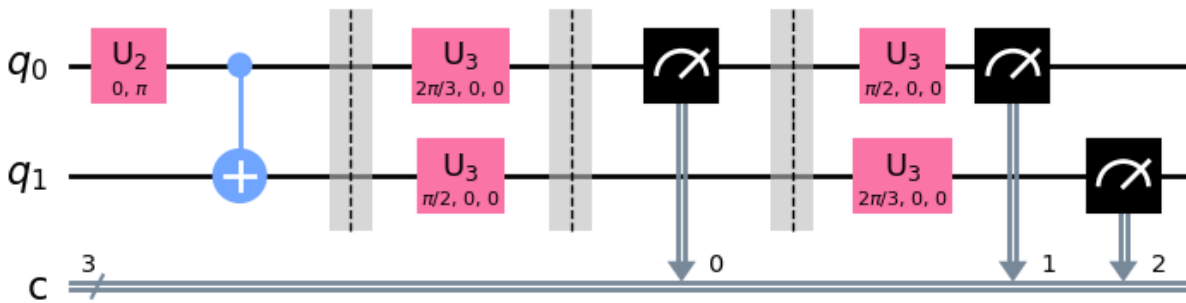 q0 U2 U3 U3
0, π 2π/3, 0, 0 π/2, 0, 0
q1 U3 U3
π/2, 0, 0 2π/3, 0, 0
c 3 0 1 2